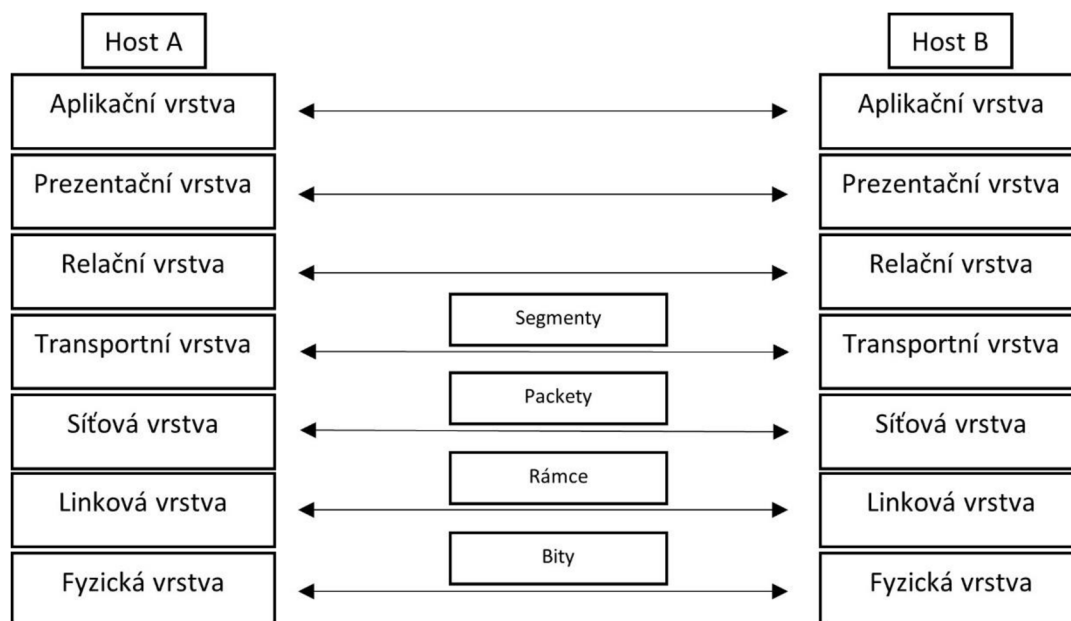 Host A
Host B
Aplikační vrstva
Aplikační vrstva
Prezentační vrstva
Prezentační vrstva
Relační vrstva
Relační vrstva
Segmenty
Transportní vrstva
Transportní vrstva
Packety
Síťová vrstva
Síťová vrstva
Rámce
Linková vrstva
Linková vrstva
Bity
Fyzická vrstva
Fyzická vrstva